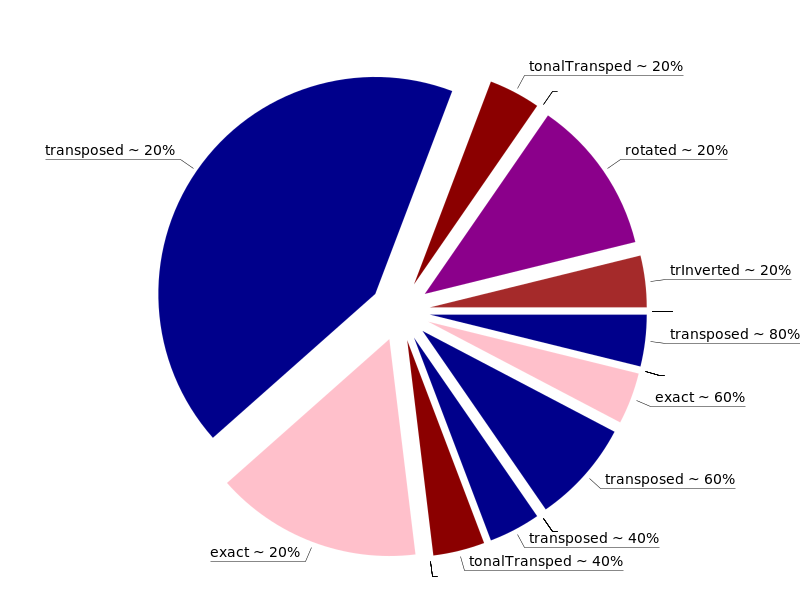 tonalTransped ~ 20%
transposed ~ 20%
rotated ~ 20%
trInverted ~ 20%
transposed ~ 80%
exact ~ 60%
transposed ~ 60%
transposed ~ 40%
exact ~ 20%
tonalTransped ~ 40%